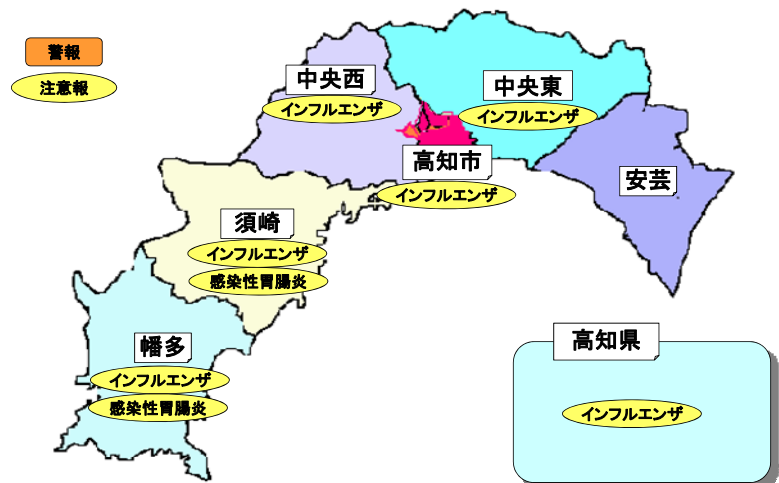 警報
注意報
中央西
インフルエンザ
中央東
インフルエンザ
高知市
インフルエンザ
安芸
須崎
インフルエンザ
感染性胃腸炎
幡多
インフルエンザ
感染性胃腸炎
高知県
インフルエンザ